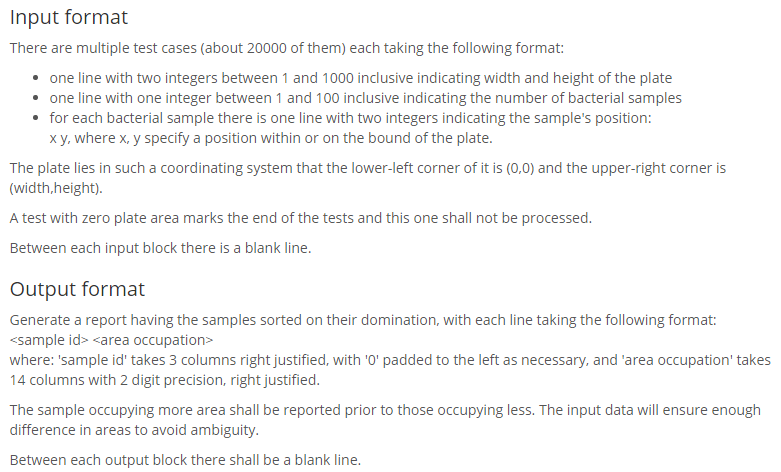 Input format
There are multiple test cases (about 20000 of them) each taking the following format:
• one line with two integers between 1 and 1000 inclusive indicating width and height of the plate
• one line with one integer between 1 and 100 inclusive indicating the number of bacterial samples
• for each bacterial sample there is one line with two integers indicating the sample's position:
x y, where x, y specify a position within or on the bound of the plate.
The plate lies in such a coordinating system that the lower-left corner of it is (0,0) and the upper-right corner is
(width,height).
A test with zero plate area marks the end of the tests and this one shall not be processed.
Between each input block there is a blank line.
Output format
Generate a report having the samples sorted on their domination, with each line taking the following format:
<sample id> <area occupation>
where: 'sample id' takes 3 columns right justified, with '0' padded to the left as necessary, and 'area occupation' takes
14 columns with 2 digit precision, right justified.
The sample occupying more area shall be reported prior to those occupying less. The input data will ensure enough
difference in areas to avoid ambiguity.
Between each output block there shall be a blank line.